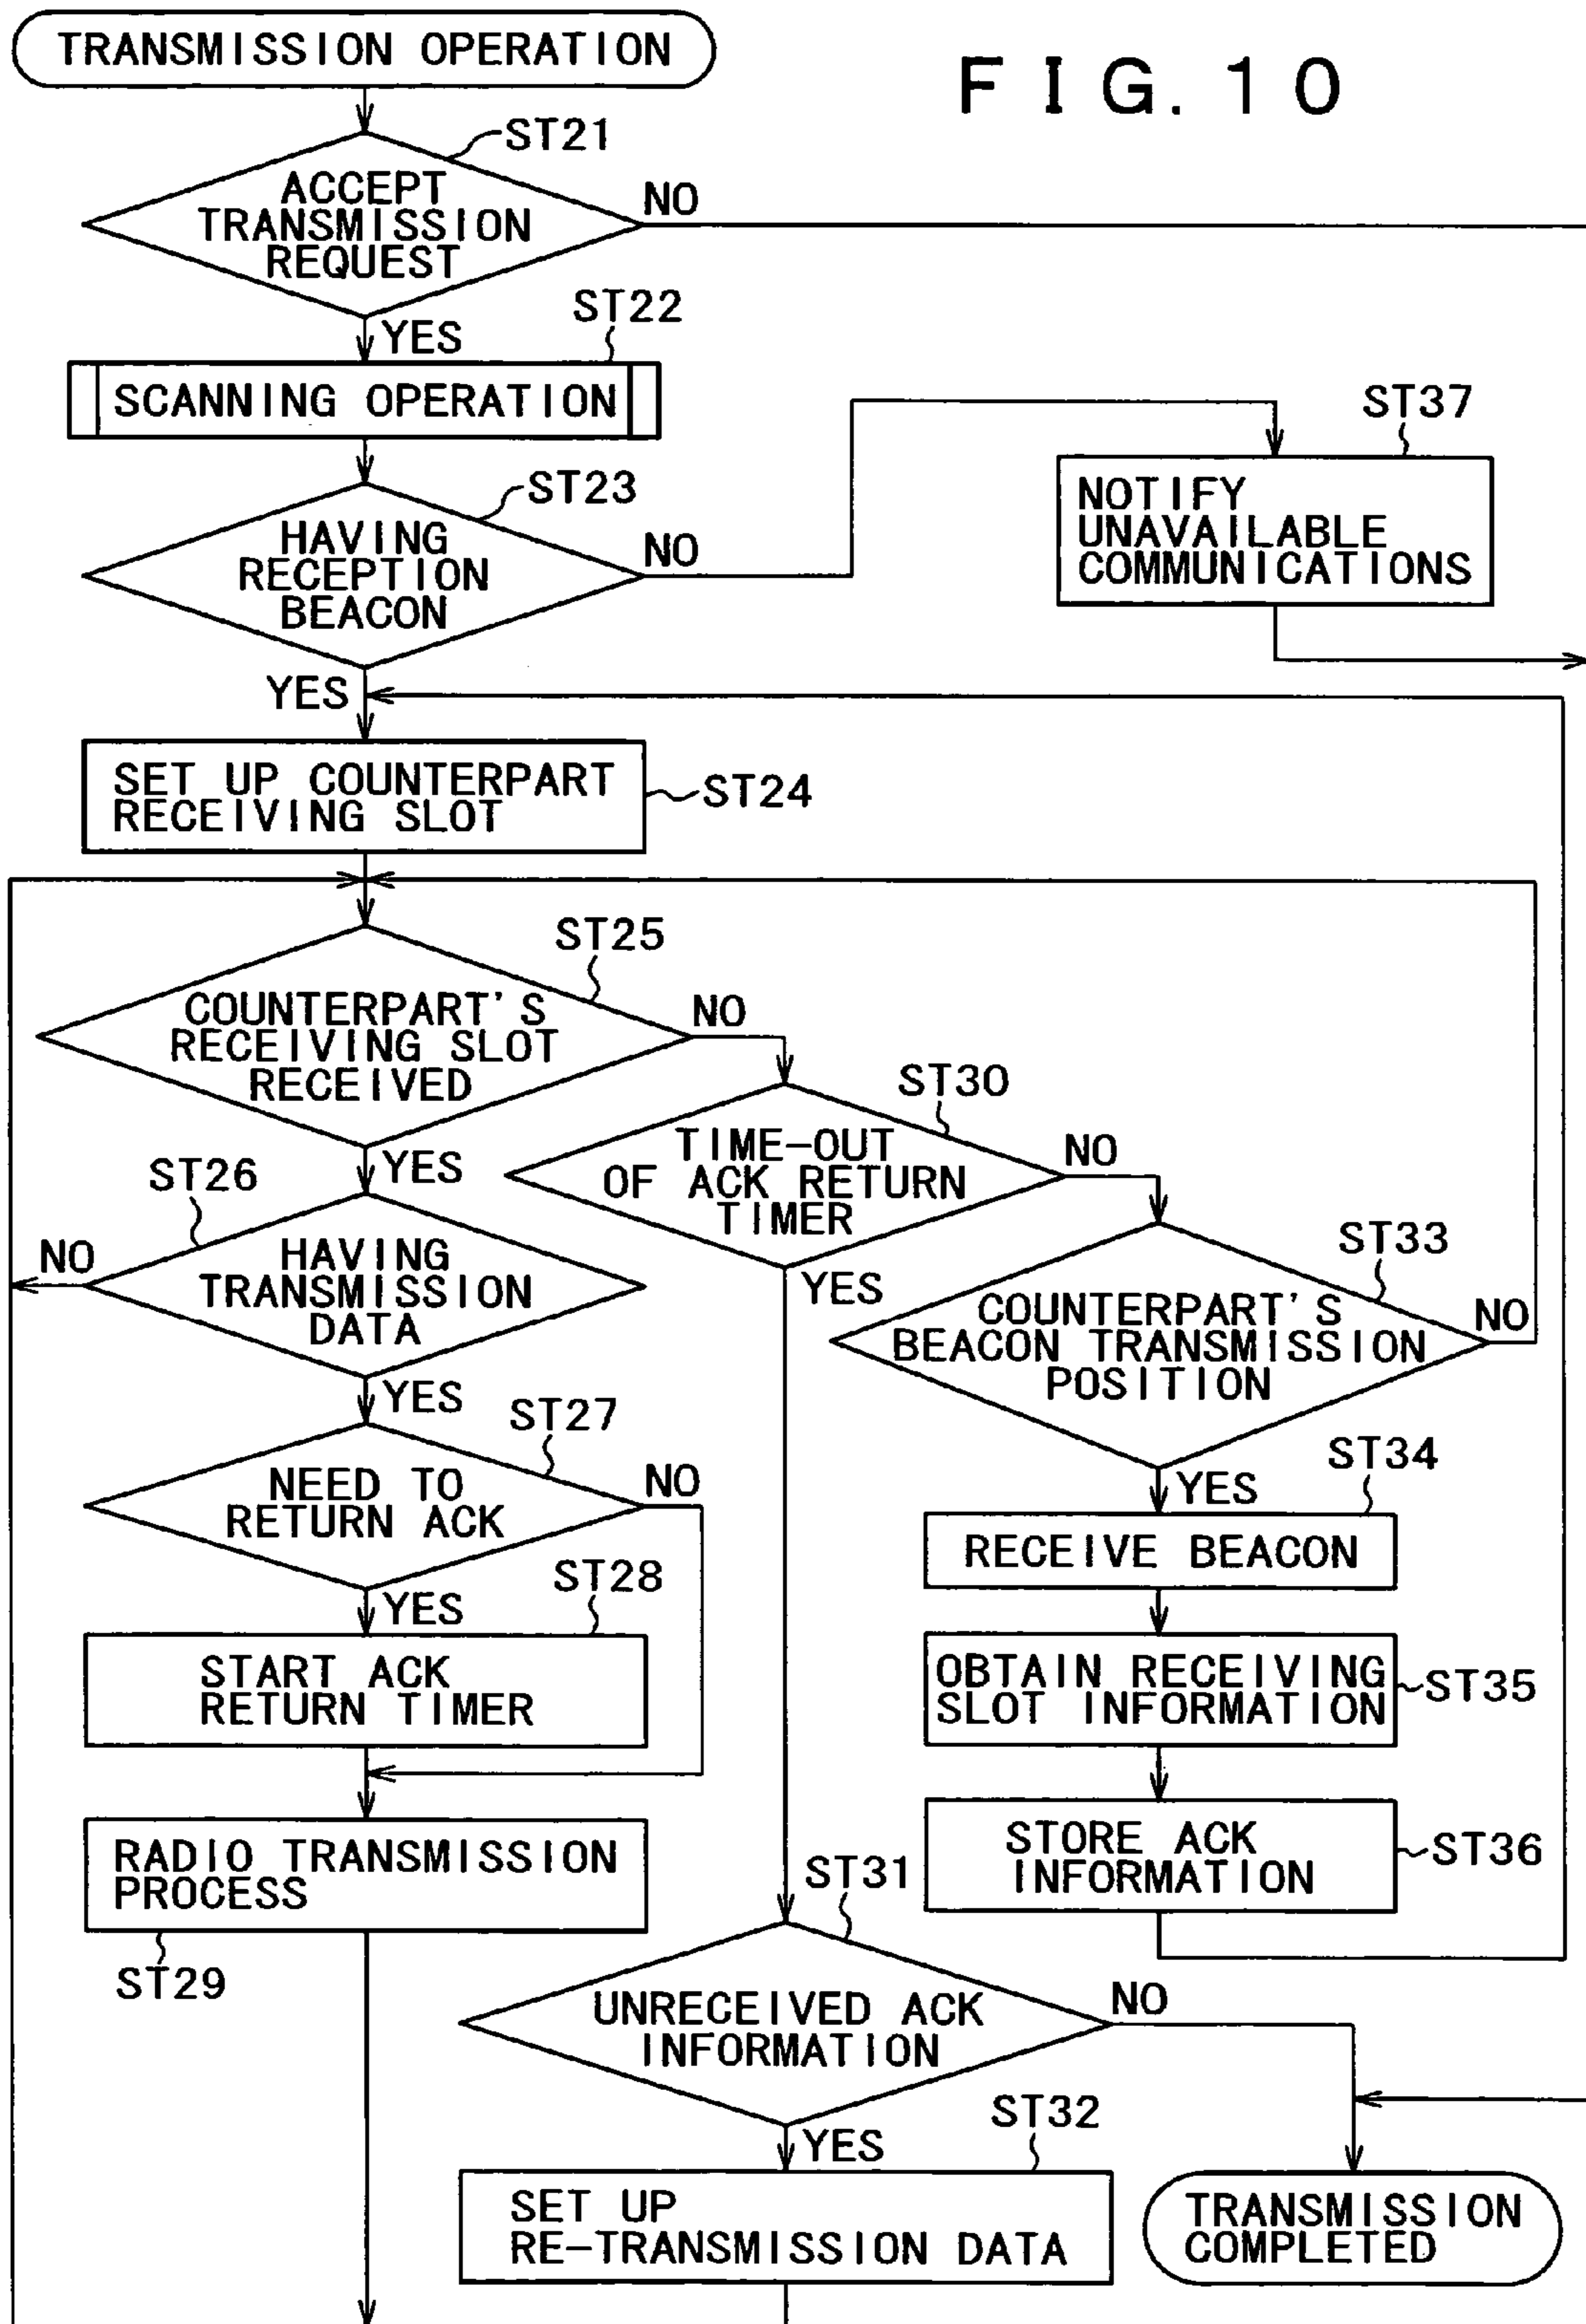 TRANSMISSION OPERATION
FIG. 10
ST21
ACCEPT
TRANSMISSION
REQUEST
NO
YES
ST22
SCANNING OPERATION
ST23
HAVING
RECEPTION
BEACON
NO
YES
ST37
NOTIFY
UNAVAILABLE
COMMUNICATIONS
SET UP COUNTERPART
RECEIVING SLOT
ST24
ST25
COUNTERPART'S
RECEIVING SLOT
RECEIVED
NO
YES
ST30
TIME-OUT
OF ACK RETURN
TIMER
NO
YES
ST26
HAVING
TRANSMISSION
DATA
NO
YES
ST33
COUNTERPART'S
BEACON TRANSMISSION
POSITION
NO
YES
ST27
NEED TO
RETURN ACK
NO
YES
ST34
RECEIVE BEACON
ST28
START ACK
RETURN TIMER
OBTAIN RECEIVING
SLOT INFORMATION
ST35
RADIO TRANSMISSION
PROCESS
ST29
STORE ACK
INFORMATION
ST36
ST31
UNRECEIVED ACK
INFORMATION
NO
YES
ST32
SET UP
RE-TRANSMISSION DATA
TRANSMISSION
COMPLETED